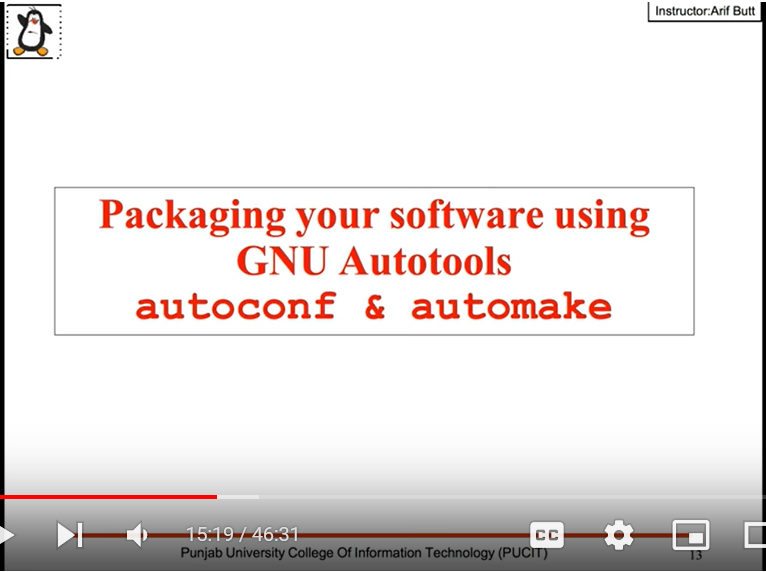 Instructor:Arif Butt
Packaging your software using
GNU Autotools
autoconf & automake
15:19 / 46:31
CC
Punjab University College Of Information Technology (PUCIT)
13